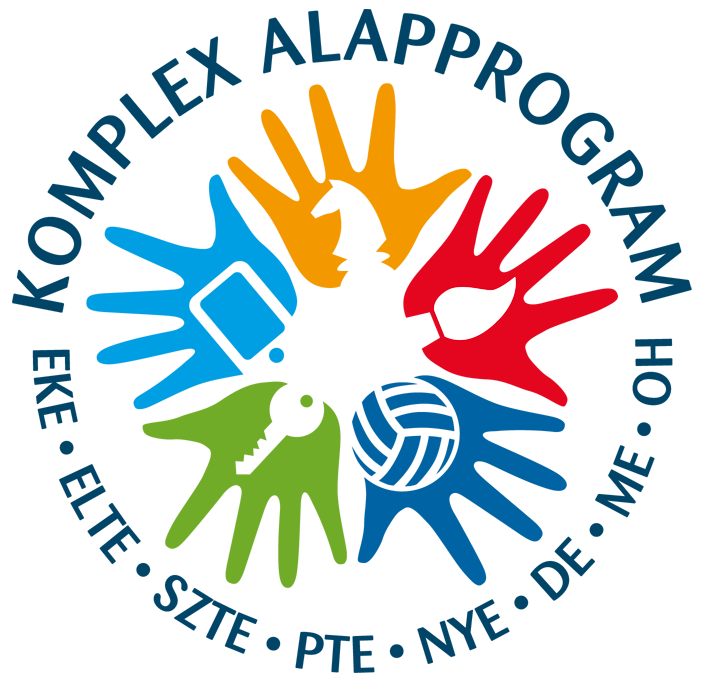 KOMPLEX ALAPPROGRAM
EKE • ELTE • SZTE • PTE • NYE • DE • ME • OH